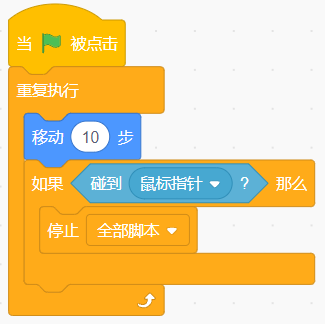 当 被点击
重复执行
移动 10 步
如果 碰到 鼠标指针 ? 那么
停止 全部脚本